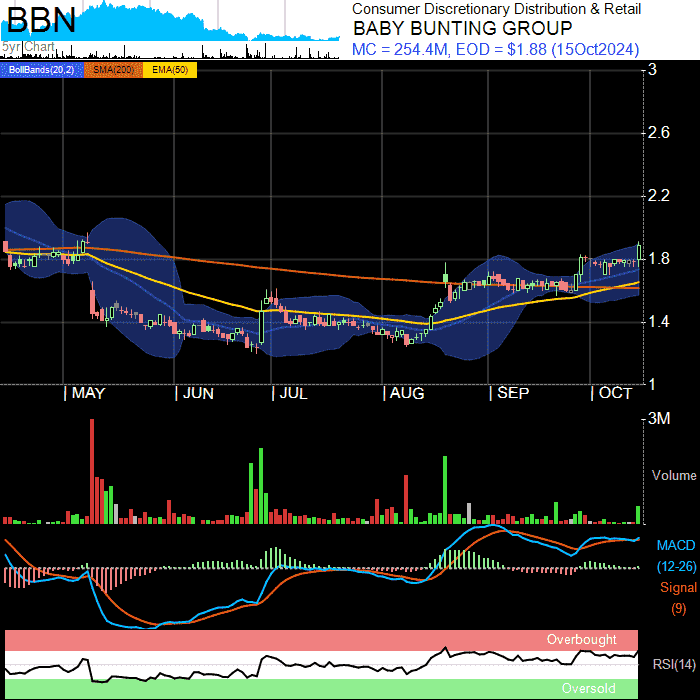 BBN
5yr Chart
Consumer Discretionary Distribution & Retail
BABY BUNTING GROUP
MC = 254.4M, EOD = $1.88 (15Oct2024)
BollBands(20,2) SMA(200) EMA(50)
3
2.6
2.2
1.8
1.4
1
MAY JUN JUL AUG SEP OCT
3M
Volume
MACD
(12-26)
Signal
(9)
Overbought
RSI(14)
Oversold